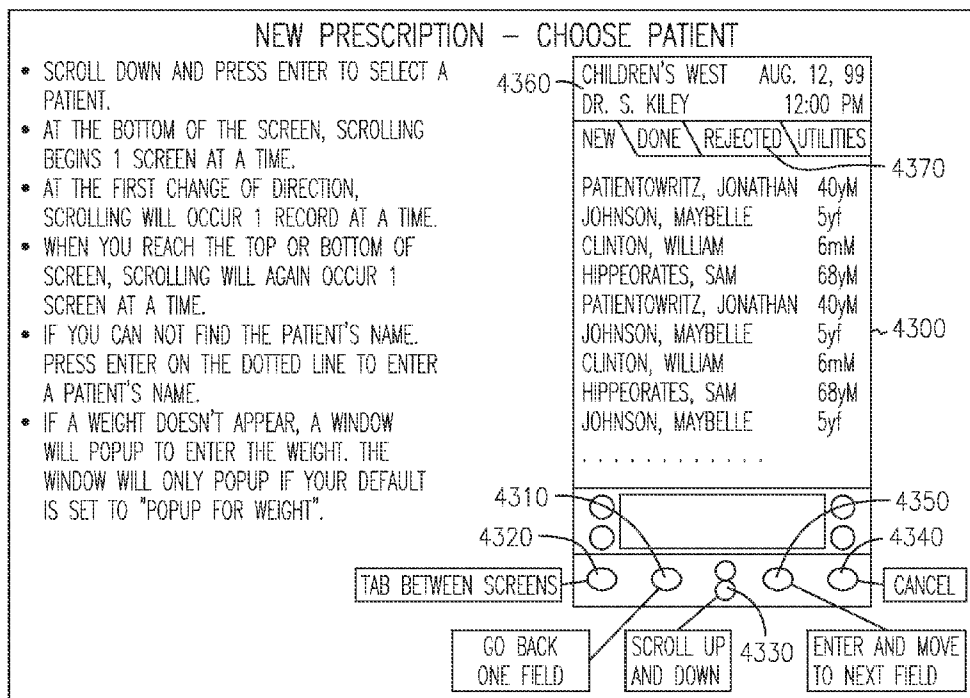 NEW PRESCRIPTION – CHOOSE PATIENT
* SCROLL DOWN AND PRESS ENTER TO SELECT A
PATIENT.
* AT THE BOTTOM OF THE SCREEN, SCROLLING
BEGINS 1 SCREEN AT A TIME.
* AT THE FIRST CHANGE OF DIRECTION,
SCROLLING WILL OCCUR 1 RECORD AT A TIME.
* WHEN YOU REACH THE TOP OR BOTTOM OF
SCREEN, SCROLLING WILL AGAIN OCCUR 1
SCREEN AT A TIME.
* IF YOU CAN NOT FIND THE PATIENT'S NAME.
PRESS ENTER ON THE DOTTED LINE TO ENTER
A PATIENT'S NAME.
* IF A WEIGHT DOESN'T APPEAR, A WINDOW
WILL POPUP TO ENTER THE WEIGHT. THE
WINDOW WILL ONLY POPUP IF YOUR DEFAULT
IS SET TO "POPUP FOR WEIGHT".
4360
CHILDREN'S WEST AUG. 12, 99
DR. S. KILEY 12:00 PM
NEW DONE REJECTED UTILITIES
4370
PATIENTOWRITZ, JONATHAN 40yM
JOHNSON, MAYBELLE 5yf
CLINTON, WILLIAM 6mM
HIPPEORATES, SAM 68yM
PATIENTOWRITZ, JONATHAN 40yM
JOHNSON, MAYBELLE 5yf
4300
CLINTON, WILLIAM 6mM
HIPPEORATES, SAM 68yM
JOHNSON, MAYBELLE 5yf
. . . . . . . . . . . .
4310
4350
4320
4340
TAB BETWEEN SCREENS
CANCEL
GO BACK
ONE FIELD
SCROLL UP
AND DOWN
4330
ENTER AND MOVE
TO NEXT FIELD